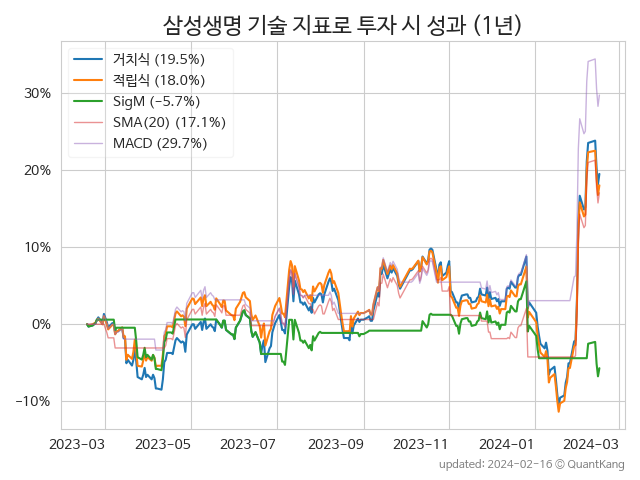 삼성생명 기술 지표로 투자 시 성과 (1년)
거치식 (19.5%)
적립식 (18.0%)
SigM (−5.7%)
SMA(20) (17.1%)
MACD (29.7%)
30%
20%
10%
0%
−10%
2023-03 2023-05 2023-07 2023-09 2023-11 2024-01 2024-03
updated: 2024-02-16 © QuantKang